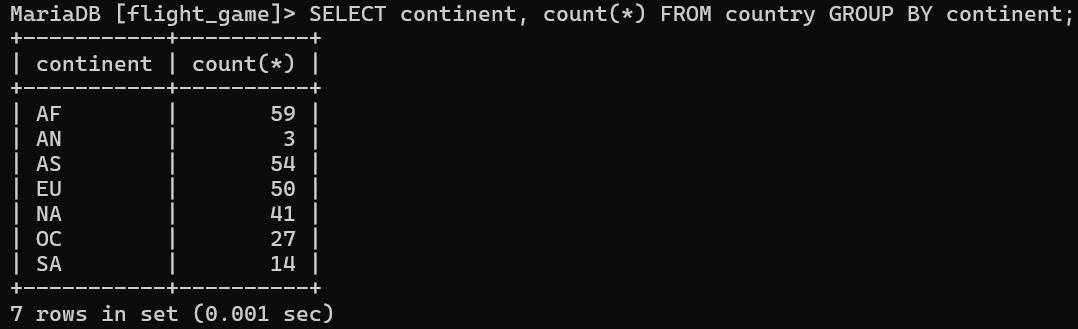 MariaDB [flight_game]> SELECT continent, count(*) FROM country GROUP BY continent;
+-----------+----------+
| continent | count(*) |
+-----------+----------+
| AF        |       59 |
| AN        |        3 |
| AS        |       54 |
| EU        |       50 |
| NA        |       41 |
| OC        |       27 |
| SA        |       14 |
+-----------+----------+
7 rows in set (0.001 sec)